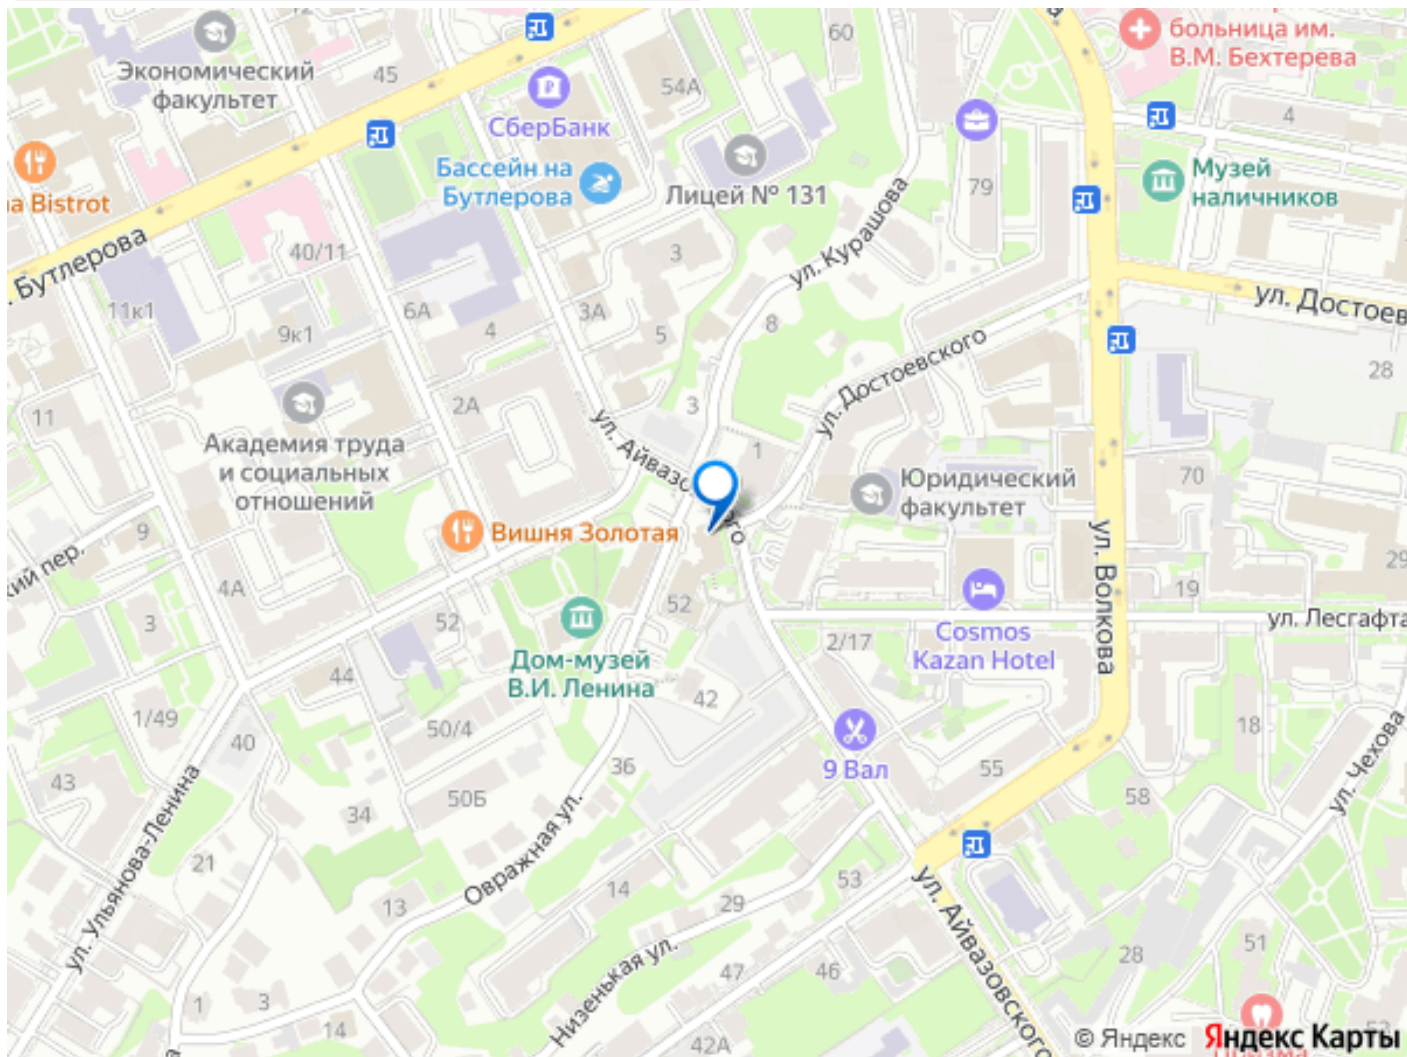 Экономический
факультет
45
СберБанк
54А
60
больница им.
В.М. Бехтерева
4
Бассейн на
Бутлерова
Лицей № 131
79
Музей
наличников
Bistrot
Бутлерова
40/11
11к1
9к1
6А
4
3А
3
5
8
ул. Курашова
ул. Достоевского
28
11
2А
3
1
ул. Айвазовского
Академия труда
и социальных
отношений
Юридический
факультет
70
9
Вишня Золотая
пер.
4А
3
52
52
Дом-музей
В.И. Ленина
44
42
Cosmos
Kazan Hotel
2/17
19
ул. Лесгафта
ул. Волкова
1/49
40
50/4
36
9 Вал
55
18
43
34
50Б
58
ул. Чехова
ул. Ульянова-Ленина
21
Овражная ул.
13
14
29
53
1
3
14
Низенькая ул.
47
46
42А
28
51
ул. Айвазовского
© Яндекс Яндекс Карты